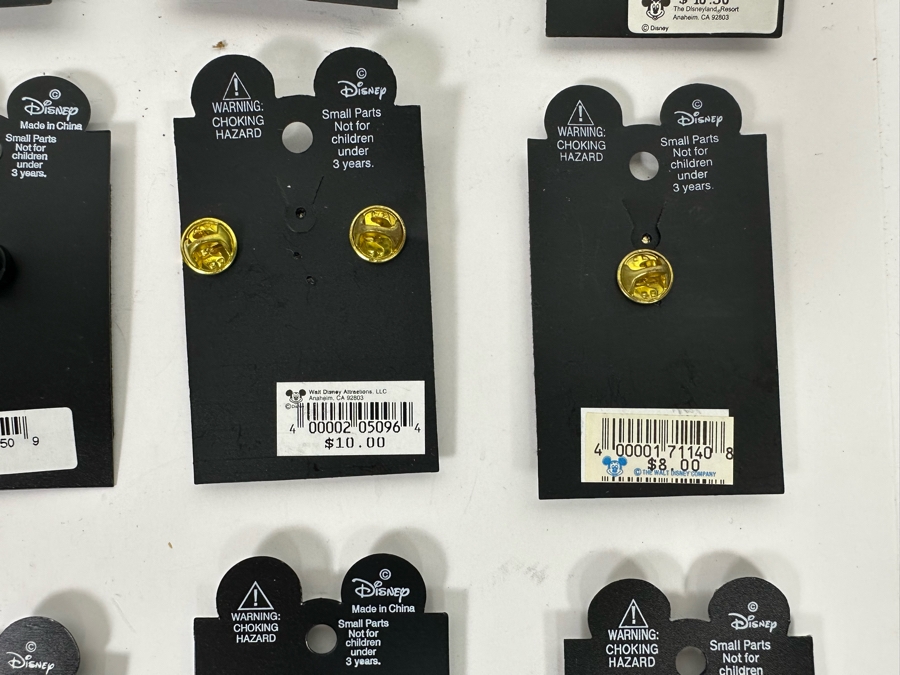 The Disneyland Resort
Anaheim, CA 92803
© Disney
© Disney
Made in China
Small Parts
Not for
children
under
3 years.
50 9
WARNING:
CHOKING
HAZARD
© Disney
Small Parts
Not for
children
under
3 years.
Walt Disney Attractions, LLC
Anaheim, CA 92803
4 00002 05096 4
$10.00
WARNING:
CHOKING
HAZARD
© Disney
Small Parts
Not for
children
under
3 years.
4 00001 71140 8
$8.00
© THE WALT DISNEY COMPANY
© Disney
WARNING:
CHOKING
HAZARD
© Disney
Made in China
Small Parts
Not for
children
under
3 years.
WARNING:
CHOKING
HAZARD
© Disney
Small Parts
Not for
children